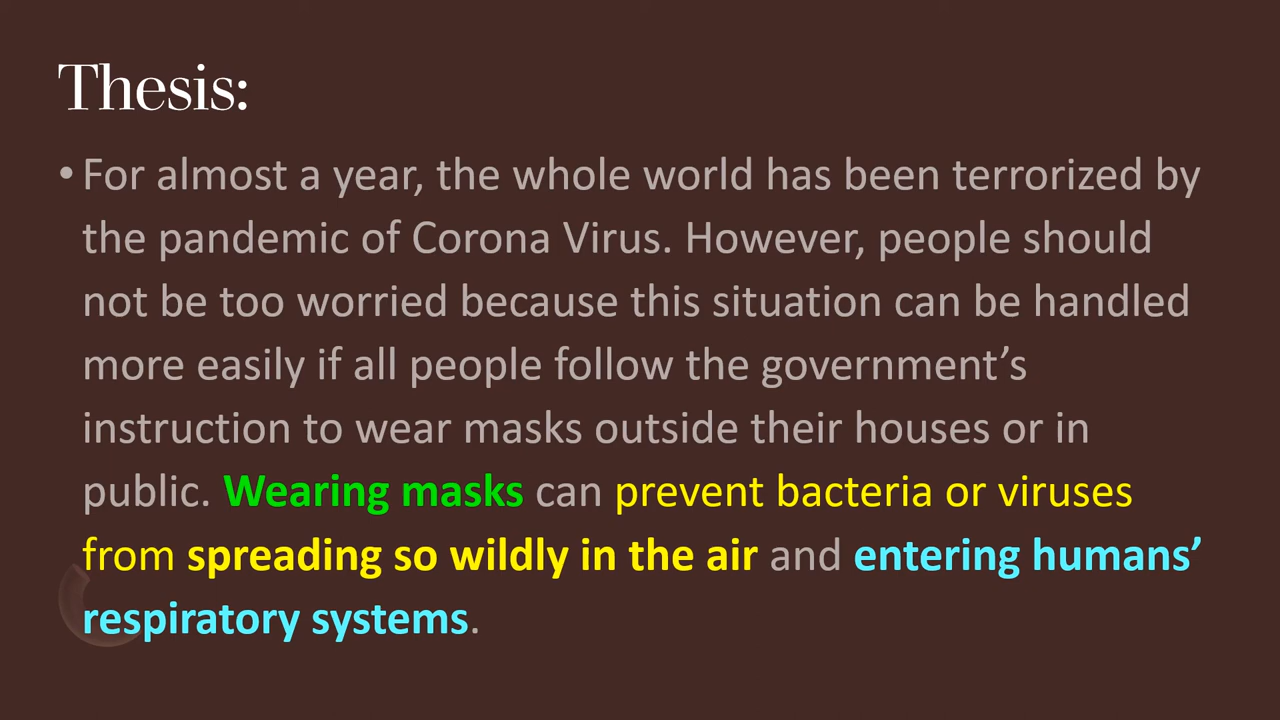 Thesis:
• For almost a year, the whole world has been terrorized by
the pandemic of Corona Virus. However, people should
not be too worried because this situation can be handled
more easily if all people follow the government’s
instruction to wear masks outside their houses or in
public. Wearing masks can prevent bacteria or viruses
from spreading so wildly in the air and entering humans’
respiratory systems.